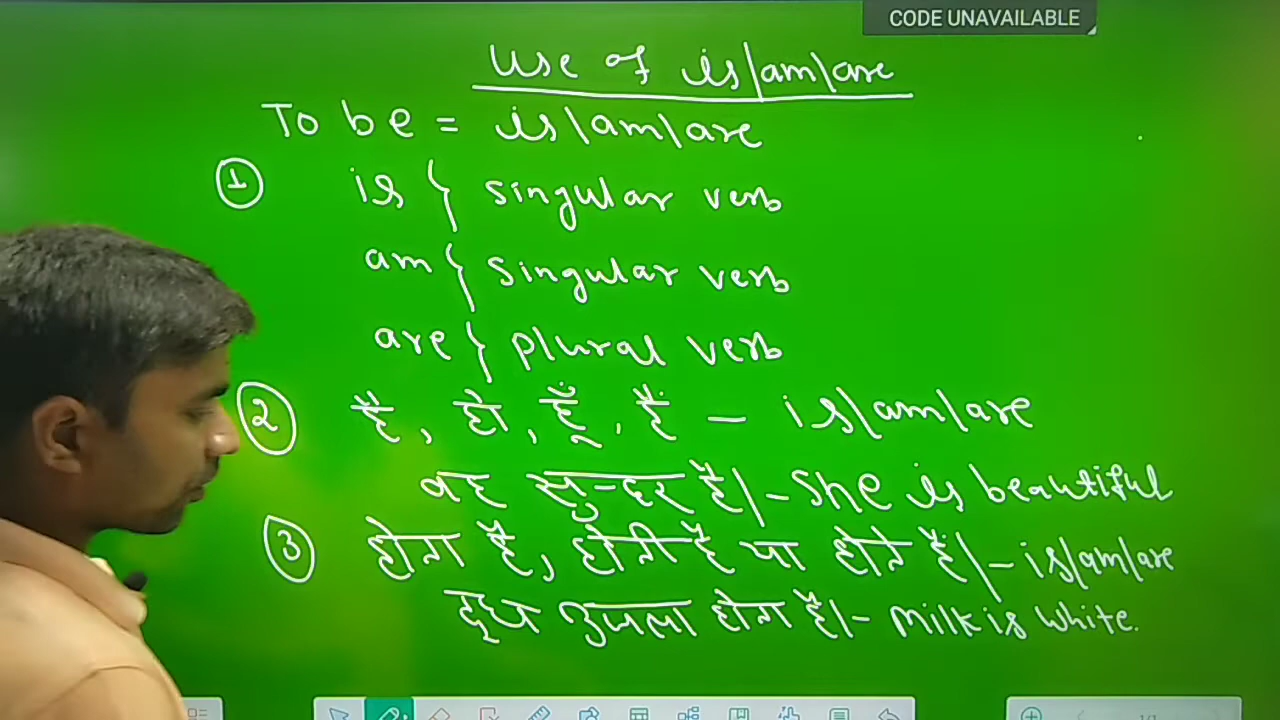 CODE UNAVAILABLE
Use of is/am/are
To be = is/am/are
① is } singular verb
am } singular verb
are } plural verb
② है, हो, हूँ, हैं – is/am/are
वह सुन्दर है। – She is beautiful
③ होता है, होती है या होते हैं। – is/am/are
दूध उजला होता है। – Milk is white.
1/1